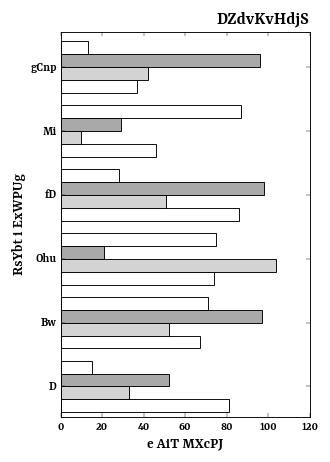 DZdvKvHdjS
gCnp
Mi
fD
Ohu
Bw
D
RsYbt i ExWPUg
0 20 40 60 80 100 120
e AiT MXcPJ